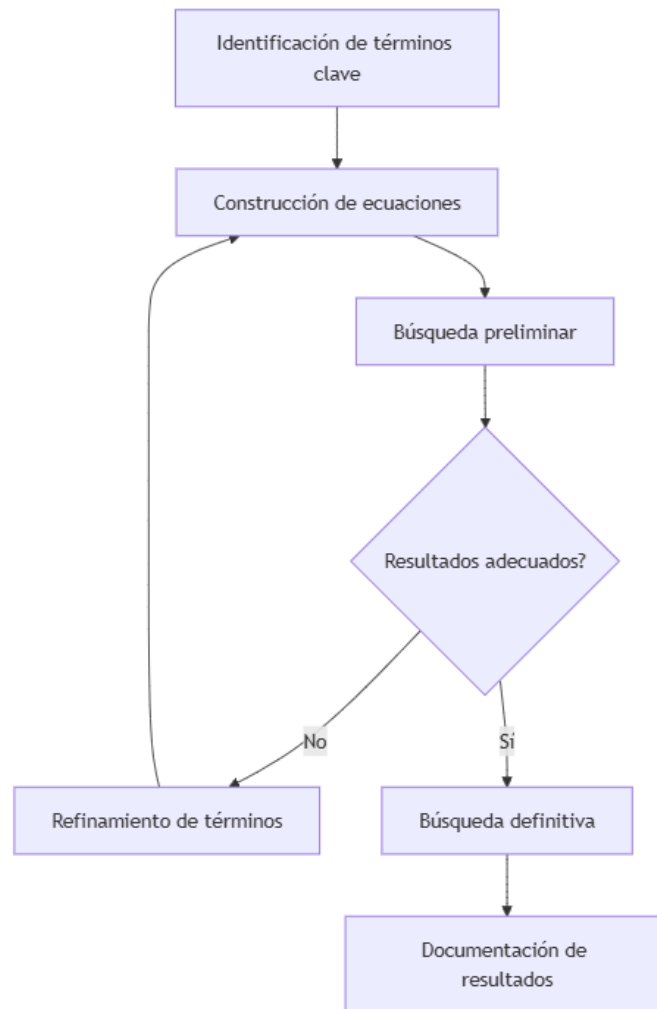 Identificación de términos
clave
Construcción de ecuaciones
Búsqueda preliminar
Resultados adecuados?
No
Sí
Refinamiento de términos
Búsqueda definitiva
Documentación de
resultados